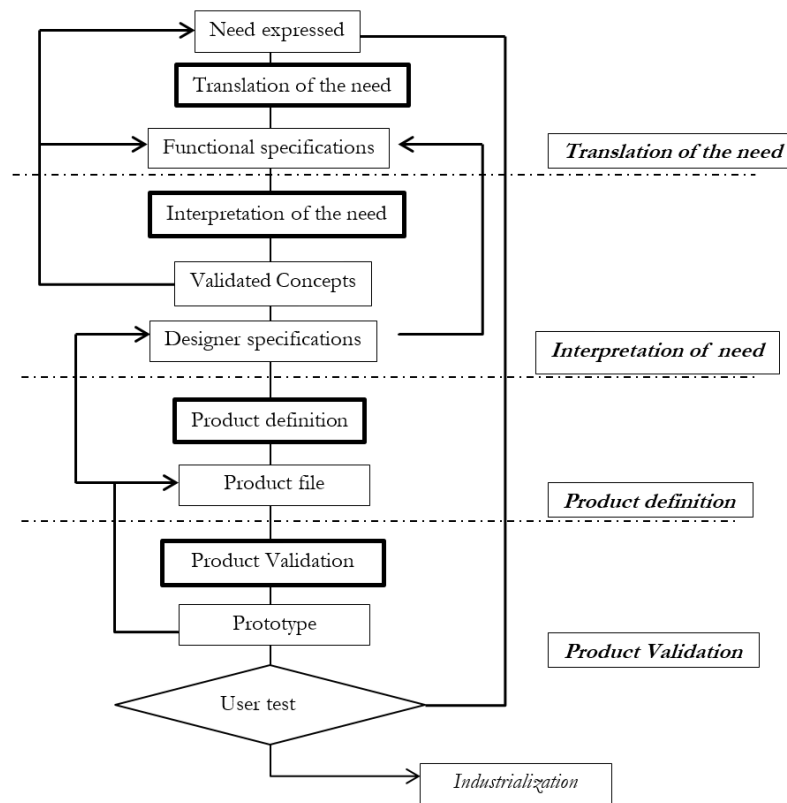 Need expressed
Translation of the need
Functional specifications
Translation of the need
Interpretation of the need
Validated Concepts
Designer specifications
Interpretation of need
Product definition
Product file
Product definition
Product Validation
Prototype
Product Validation
User test
Industrialization